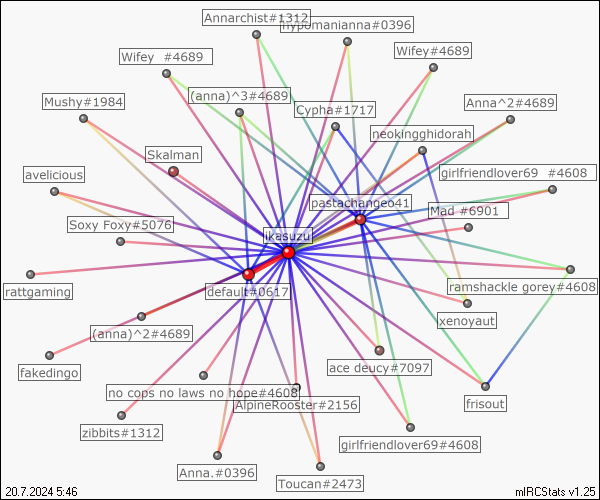 Annarchist#1312
hypomanianna#0396
Wifey  #4689
Wifey#4689
Mushy#1984
(anna)^3#4689
Cypha#1717
Anna^2#4689
neokingghidorah
Skalman
avelicious
girlfriendlover69  #4608
pastachangeo41
Mad #6901
Soxy Foxy#5076
ikasuzu
rattgaming
default#0617
ramshackle gorey#4608
xenoyaut
(anna)^2#4689
fakedingo
ace deucy#7097
no cops no laws no hope#4608
AlpineRooster#2156
frisout
zibbits#1312
girlfriendlover69#4608
Anna.#0396
Toucan#2473
20.7.2024 5:46
mIRCStats v1.25